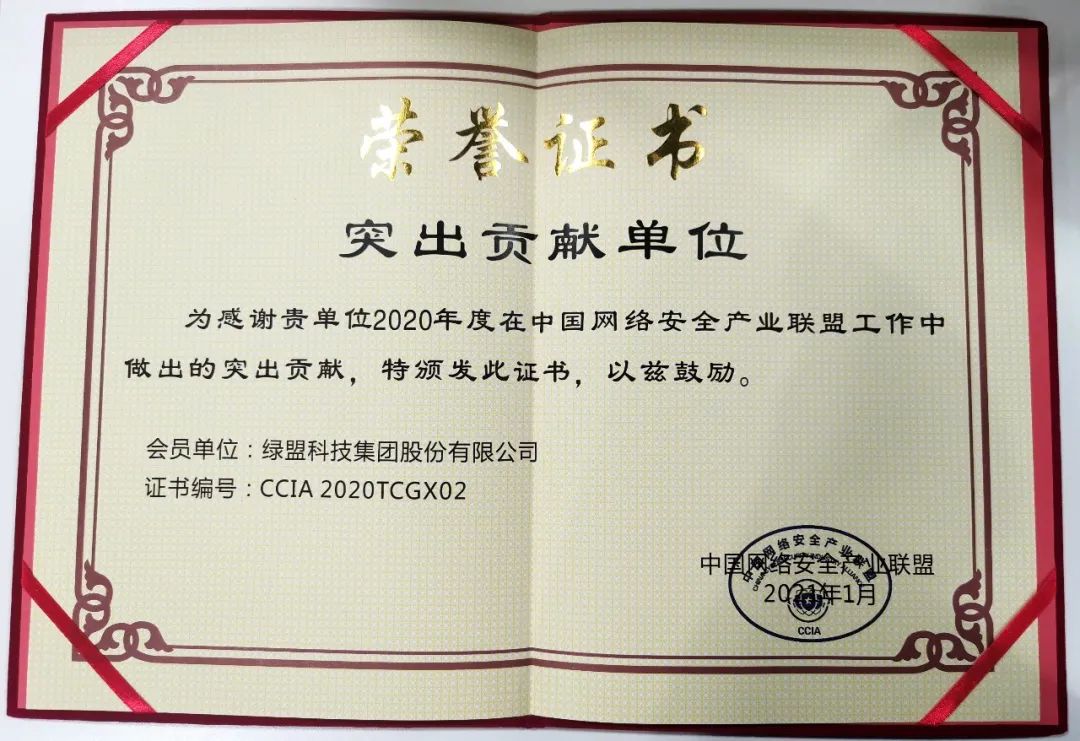 荣誉证书
突出贡献单位
为感谢贵单位2020年度在中国网络安全产业联盟工作中
做出的突出贡献，特颁发此证书，以兹鼓励。
会员单位：绿盟科技集团股份有限公司
证书编号：CCIA 2020TCGX02
中国网络安全产业联盟
2021年1月
中国网络安全产业联盟
CCIA